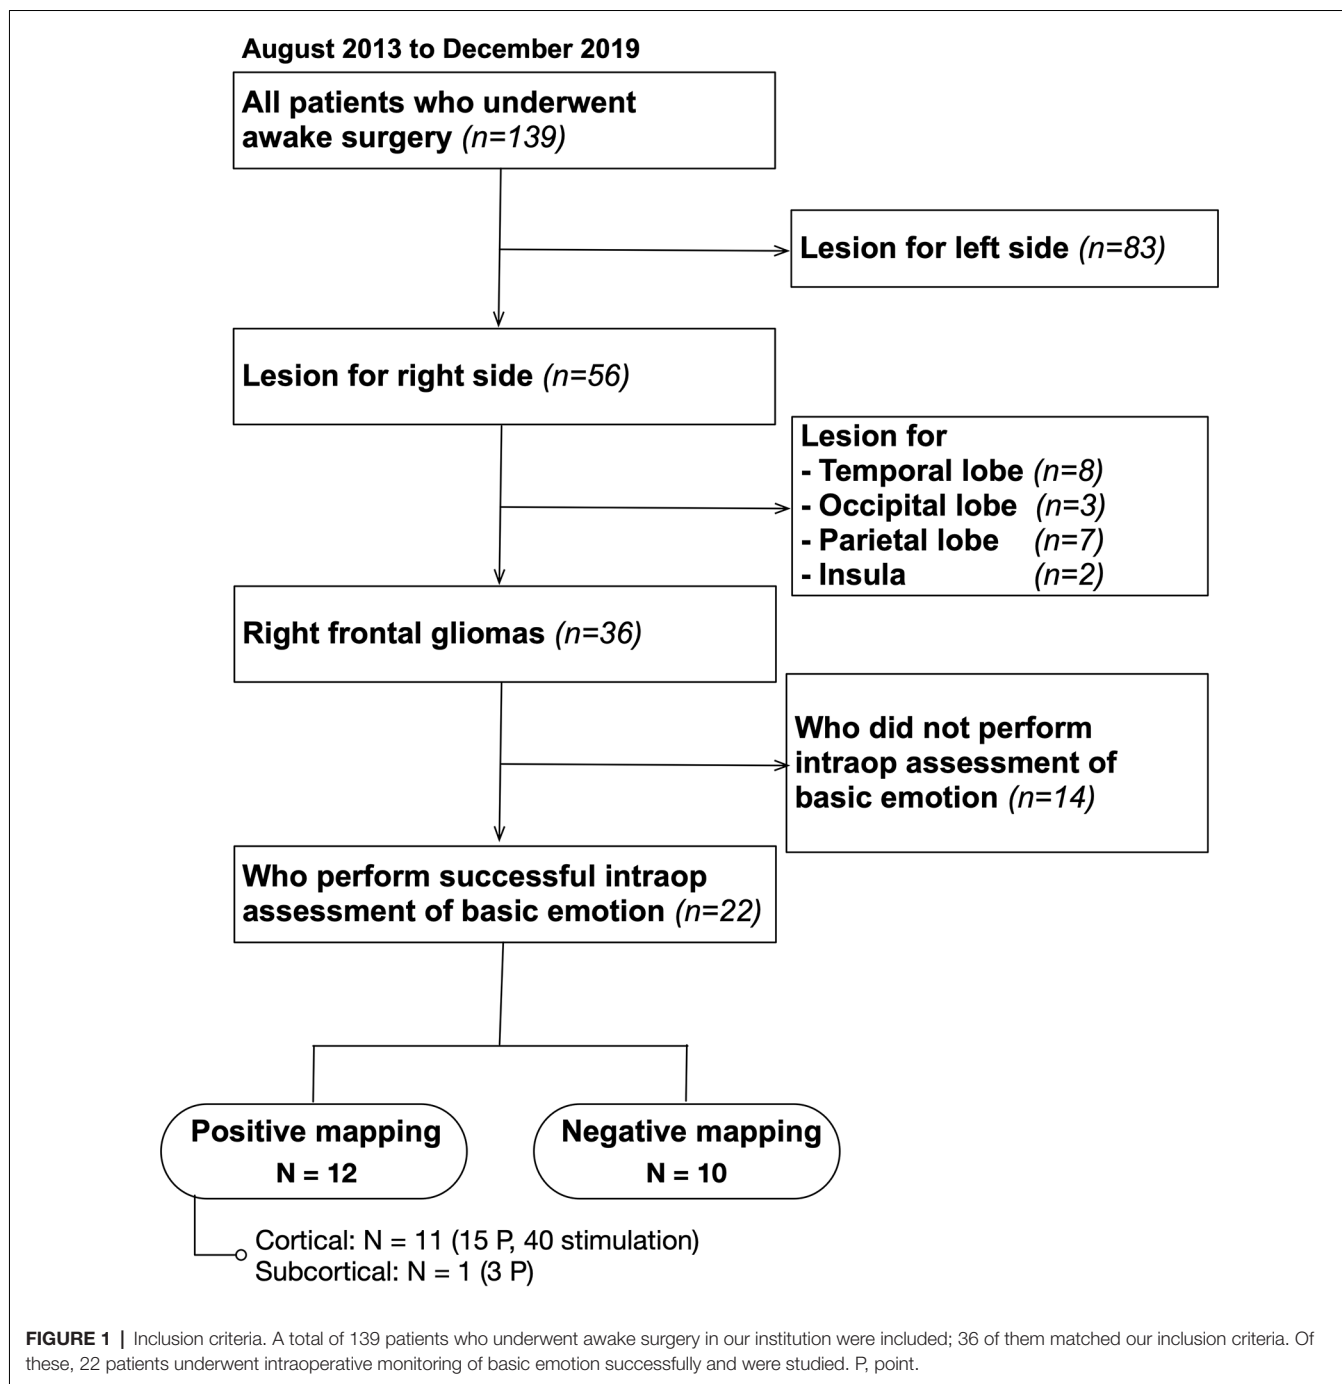 August 2013 to December 2019
All patients who underwent
awake surgery (n=139)
Lesion for left side (n=83)
Lesion for right side (n=56)
Lesion for
- Temporal lobe (n=8)
- Occipital lobe (n=3)
- Parietal lobe (n=7)
- Insula (n=2)
Right frontal gliomas (n=36)
Who did not perform
intraop assessment of
basic emotion (n=14)
Who perform successful intraop
assessment of basic emotion (n=22)
Positive mapping
N = 12
Negative mapping
N = 10
Cortical: N = 11 (15 P, 40 stimulation)
Subcortical: N = 1 (3 P)
FIGURE 1 | Inclusion criteria. A total of 139 patients who underwent awake surgery in our institution were included; 36 of them matched our inclusion criteria. Of
these, 22 patients underwent intraoperative monitoring of basic emotion successfully and were studied. P, point.